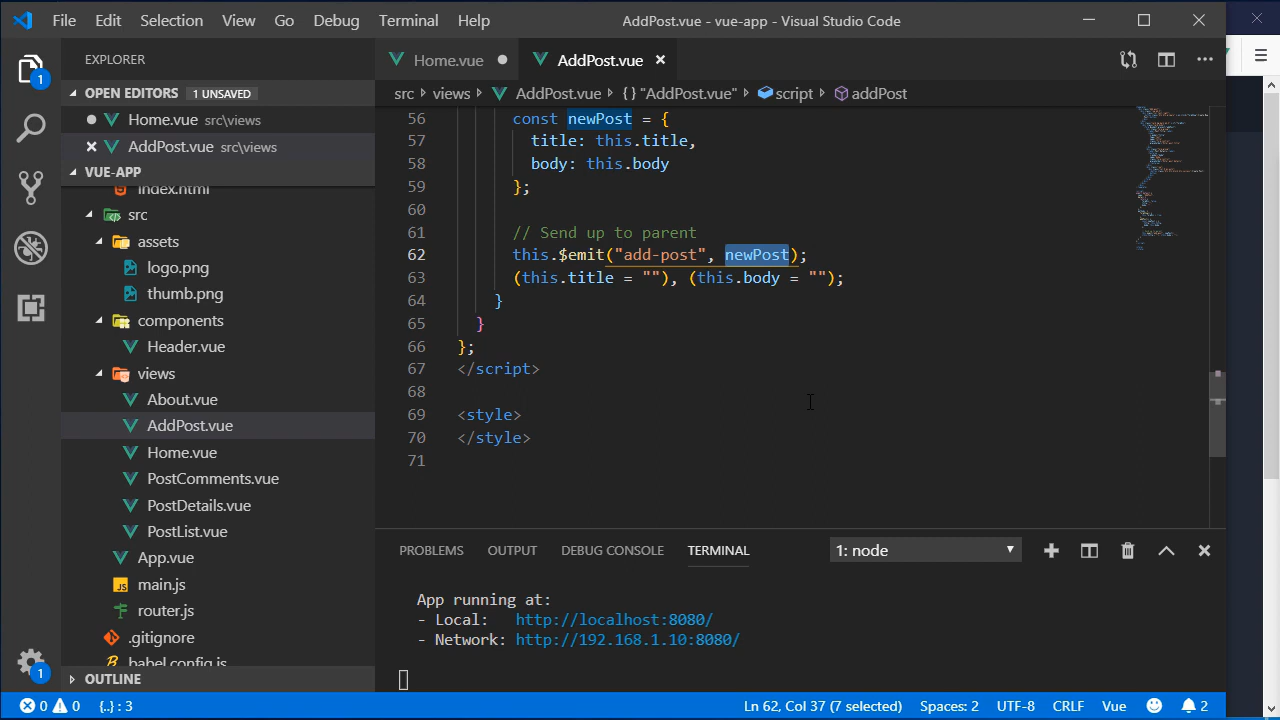 File Edit Selection View Go Debug Terminal Help AddPost.vue - vue-app - Visual Studio Code
EXPLORER
OPEN EDITORS 1 UNSAVED
Home.vue src\views
AddPost.vue src\views
VUE-APP
index.html
src
assets
logo.png
thumb.png
components
Header.vue
views
About.vue
AddPost.vue
Home.vue
PostComments.vue
PostDetails.vue
PostList.vue
App.vue
main.js
router.js
.gitignore
babel.config.js
OUTLINE
Home.vue AddPost.vue
src views AddPost.vue {} "AddPost.vue" script addPost
56 const newPost = {
57 title: this.title,
58 body: this.body
59 };
60
61 // Send up to parent
62 this.$emit("add-post", newPost);
63 (this.title = ""), (this.body = "");
64 }
65 }
66 };
67 </script>
68
69 <style>
70 </style>
71
PROBLEMS OUTPUT DEBUG CONSOLE TERMINAL 1: node
App running at:
- Local: http://localhost:8080/
- Network: http://192.168.1.10:8080/
1
1
0 0 {..} : 3 Ln 62, Col 37 (7 selected) Spaces: 2 UTF-8 CRLF Vue 2